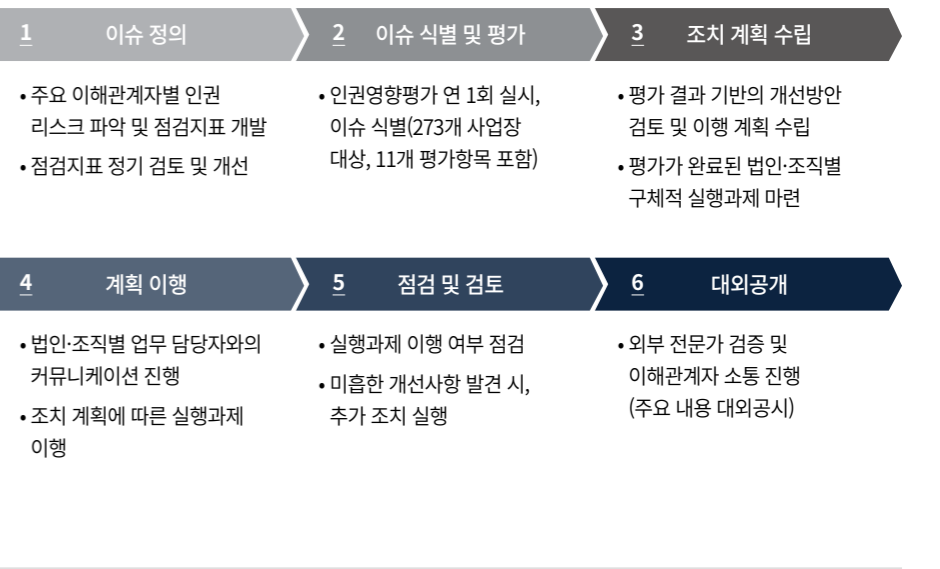 1 이슈 정의
2 이슈 식별 및 평가
3 조치 계획 수립
• 주요 이해관계자별 인권
리스크 파악 및 점검지표 개발
• 점검지표 정기 검토 및 개선
• 인권영향평가 연 1회 실시,
이슈 식별(273개 사업장
대상, 11개 평가항목 포함)
• 평가 결과 기반의 개선방안
검토 및 이행 계획 수립
• 평가가 완료된 법인·조직별
구체적 실행과제 마련
4 계획 이행
5 점검 및 검토
6 대외공개
• 법인·조직별 업무 담당자와의
커뮤니케이션 진행
• 조치 계획에 따른 실행과제
이행
• 실행과제 이행 여부 점검
• 미흡한 개선사항 발견 시,
추가 조치 실행
• 외부 전문가 검증 및
이해관계자 소통 진행
(주요 내용 대외공시)